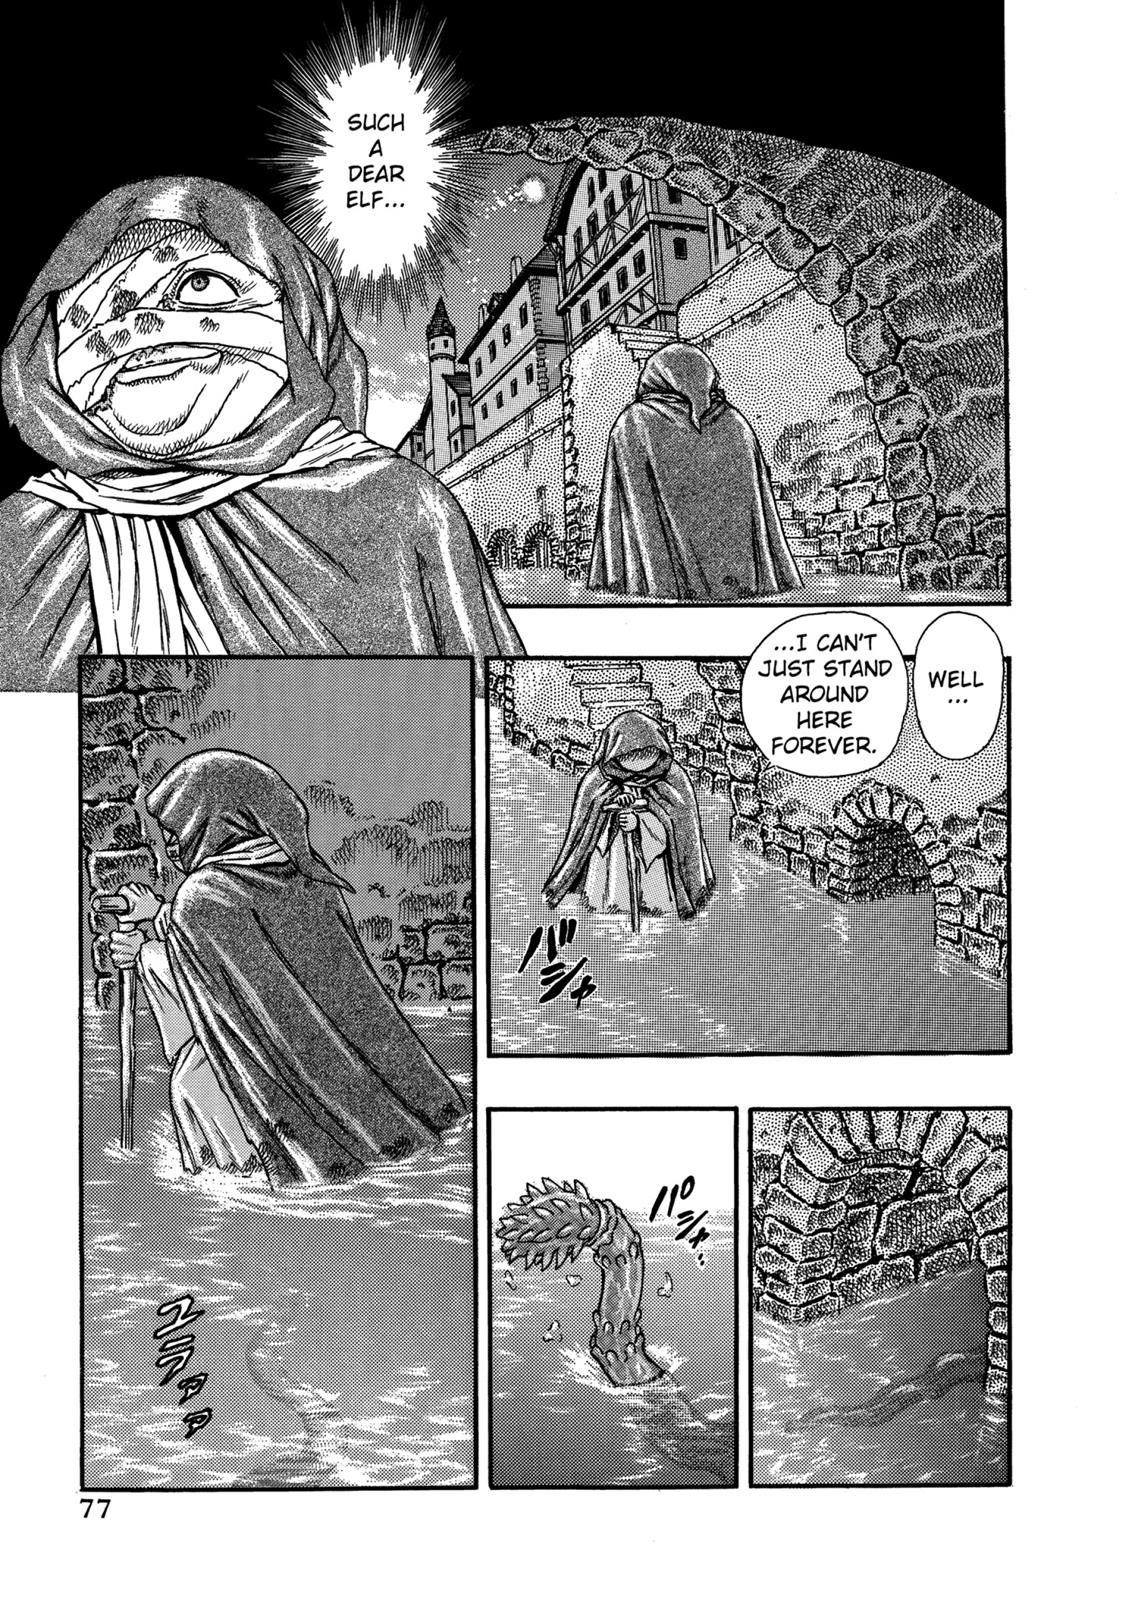 SUCH
A
DEAR
ELF...
WELL
...
...I CAN'T
JUST STAND
AROUND
HERE
FOREVER.
バ
シャ
パ
シャ
ユラァァ
77